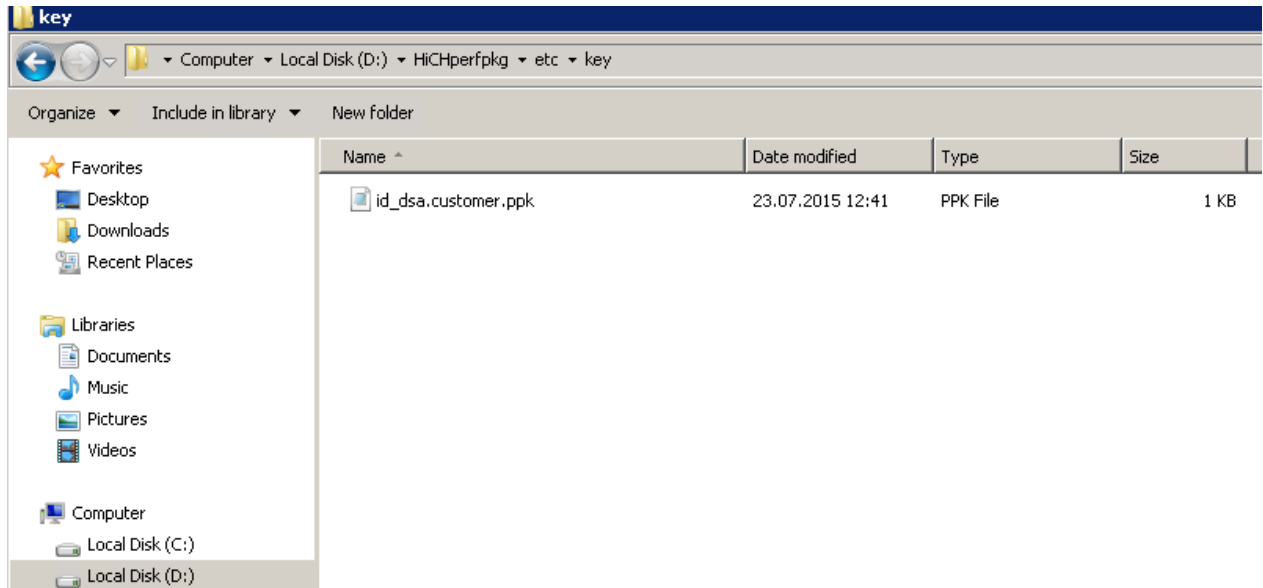 key
Computer Local Disk (D:) HiCHperfpkg etc key
Organize Include in library New folder
Name Date modified Type Size
Favorites
Desktop
Downloads
Recent Places
Libraries
Documents
Music
Pictures
Videos
Computer
Local Disk (C:)
Local Disk (D:)
id_dsa.customer.ppk 23.07.2015 12:41 PPK File 1 KB